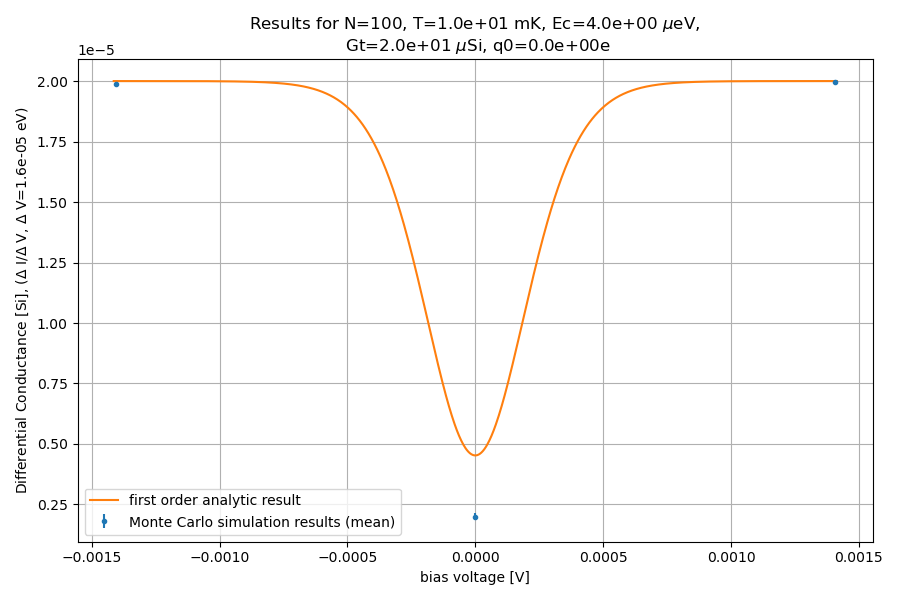 Results for N=100, T=1.0e+01 mK, Ec=4.0e+00 μeV,
Gt=2.0e+01 μSi, q0=0.0e+00e
1e−5
2.00
1.75
1.50
1.25
1.00
0.75
0.50
0.25
Differential Conductance [Si], (Δ I/Δ V, Δ V=1.6e-05 eV)
first order analytic result
Monte Carlo simulation results (mean)
−0.0015 −0.0010 −0.0005 0.0000 0.0005 0.0010 0.0015
bias voltage [V]